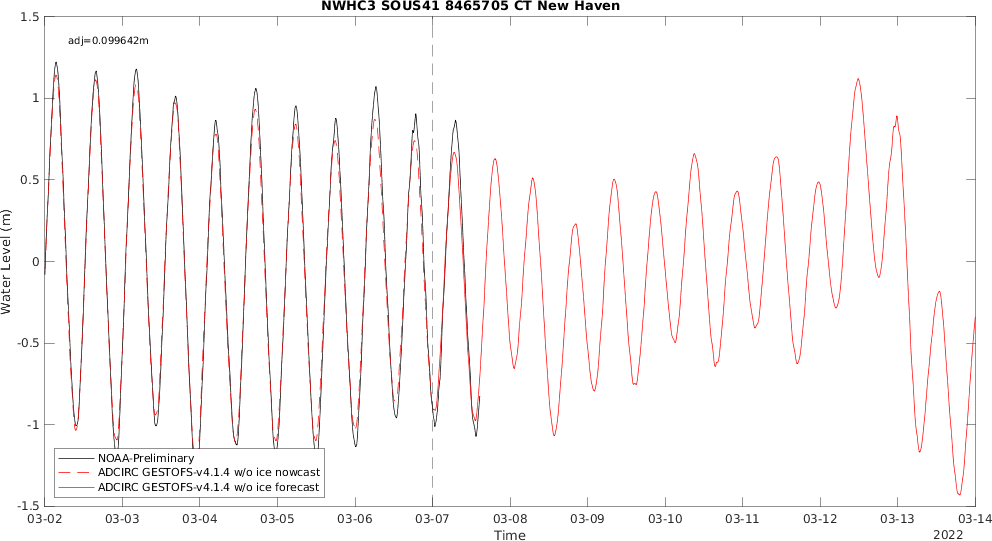 NWHC3 SOUS41 8465705 CT New Haven
adj=0.099642m
1.5
1
0.5
0
-0.5
-1
-1.5
Water Level (m)
NOAA-Preliminary
ADCIRC GESTOFS-v4.1.4 w/o ice nowcast
ADCIRC GESTOFS-v4.1.4 w/o ice forecast
03-02 03-03 03-04 03-05 03-06 03-07 03-08 03-09 03-10 03-11 03-12 03-13 03-14
Time
2022